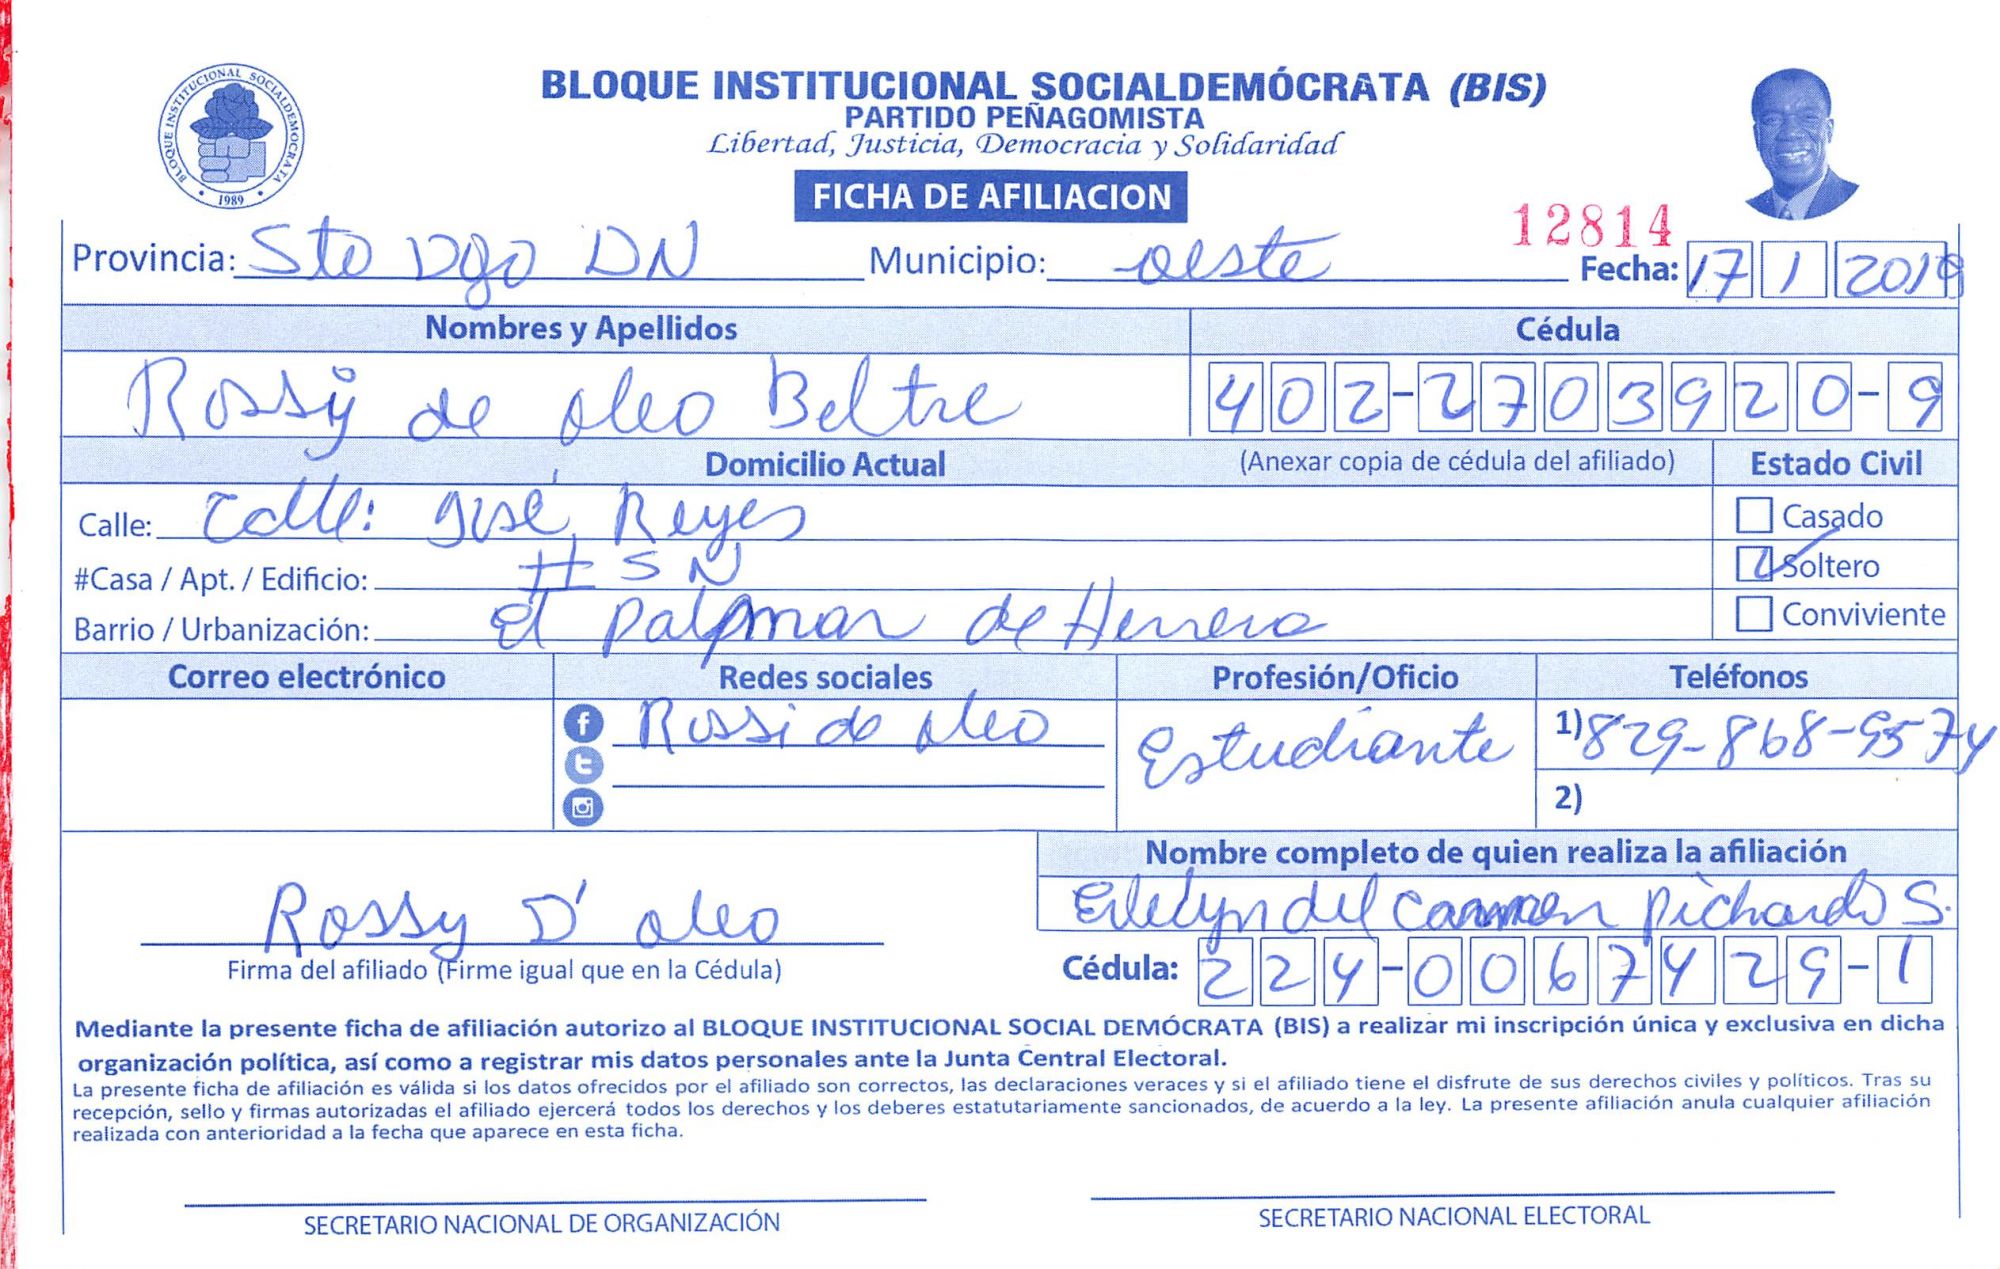 BLOQUE INSTITUCIONAL SOCIALDEMOCRATA
1989
BLOQUE INSTITUCIONAL SOCIALDEMÓCRATA (BIS)
PARTIDO PEÑAGOMISTA
Libertad, Justicia, Democracia y Solidaridad
FICHA DE AFILIACION
12814
Provincia: Sto Dgo DN Municipio: oeste Fecha: 17 1 2019
Nombres y Apellidos Cédula
Rossy de oleo Beltre 402-2703920-9
Domicilio Actual (Anexar copia de cédula del afiliado) Estado Civil
Calle: Calle: José Reyes Casado
#Casa / Apt. / Edificio: # SN Soltero
Barrio / Urbanización: El palmar de Herrera Conviviente
Correo electrónico Redes sociales Profesión/Oficio Teléfonos
Rossi de oleo Estudiante 1) 829-868-9574
2)
Nombre completo de quien realiza la afiliación
del Carmen Pichardo S.
Rossy D' oleo
Firma del afiliado (Firme igual que en la Cédula) Cédula: 224-0067429-1
Mediante la presente ficha de afiliación autorizo al BLOQUE INSTITUCIONAL SOCIAL DEMÓCRATA (BIS) a realizar mi inscripción única y exclusiva en dicha
organización política, así como a registrar mis datos personales ante la Junta Central Electoral.
La presente ficha de afiliación es válida si los datos ofrecidos por el afiliado son correctos, las declaraciones veraces y si el afiliado tiene el disfrute de sus derechos civiles y políticos. Tras su
recepción, sello y firmas autorizadas el afiliado ejercerá todos los derechos y los deberes estatutariamente sancionados, de acuerdo a la ley. La presente afiliación anula cualquier afiliación
realizada con anterioridad a la fecha que aparece en esta ficha.
SECRETARIO NACIONAL DE ORGANIZACIÓN SECRETARIO NACIONAL ELECTORAL